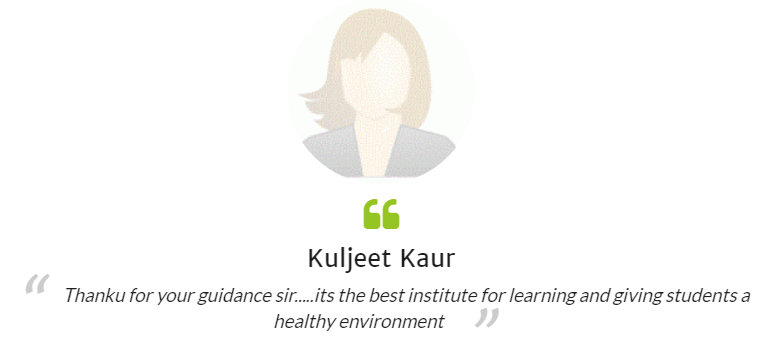 Kuljeet Kaur
“ Thanku for your guidance sir.....its the best institute for learning and giving students a
healthy environment ”